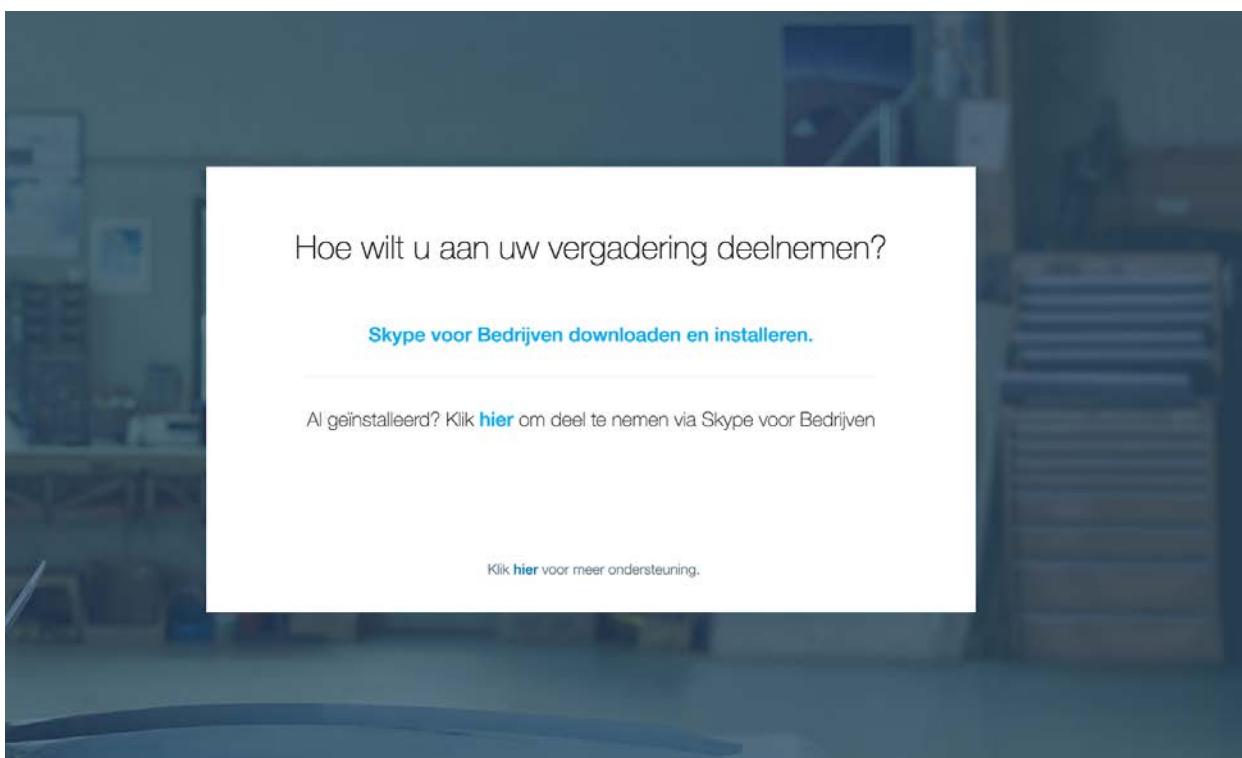 Hoe wilt u aan uw vergadering deelnemen?
Skype voor Bedrijven downloaden en installeren.
Al geïnstalleerd? Klik hier om deel te nemen via Skype voor Bedrijven
Klik hier voor meer ondersteuning.